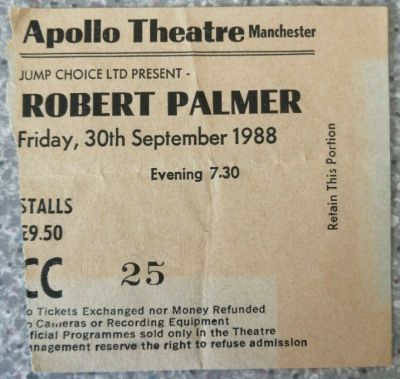 Apollo Theatre Manchester
JUMP CHOICE LTD PRESENT -
ROBERT PALMER
Friday, 30th September 1988
Evening 7.30
Retain This Portion
STALLS
£9.50
CC 25
o Tickets Exchanged nor Money Refunded
o Cameras or Recording Equipment
ficial Programmes sold only in the Theatre
nagement reserve the right to refuse admission